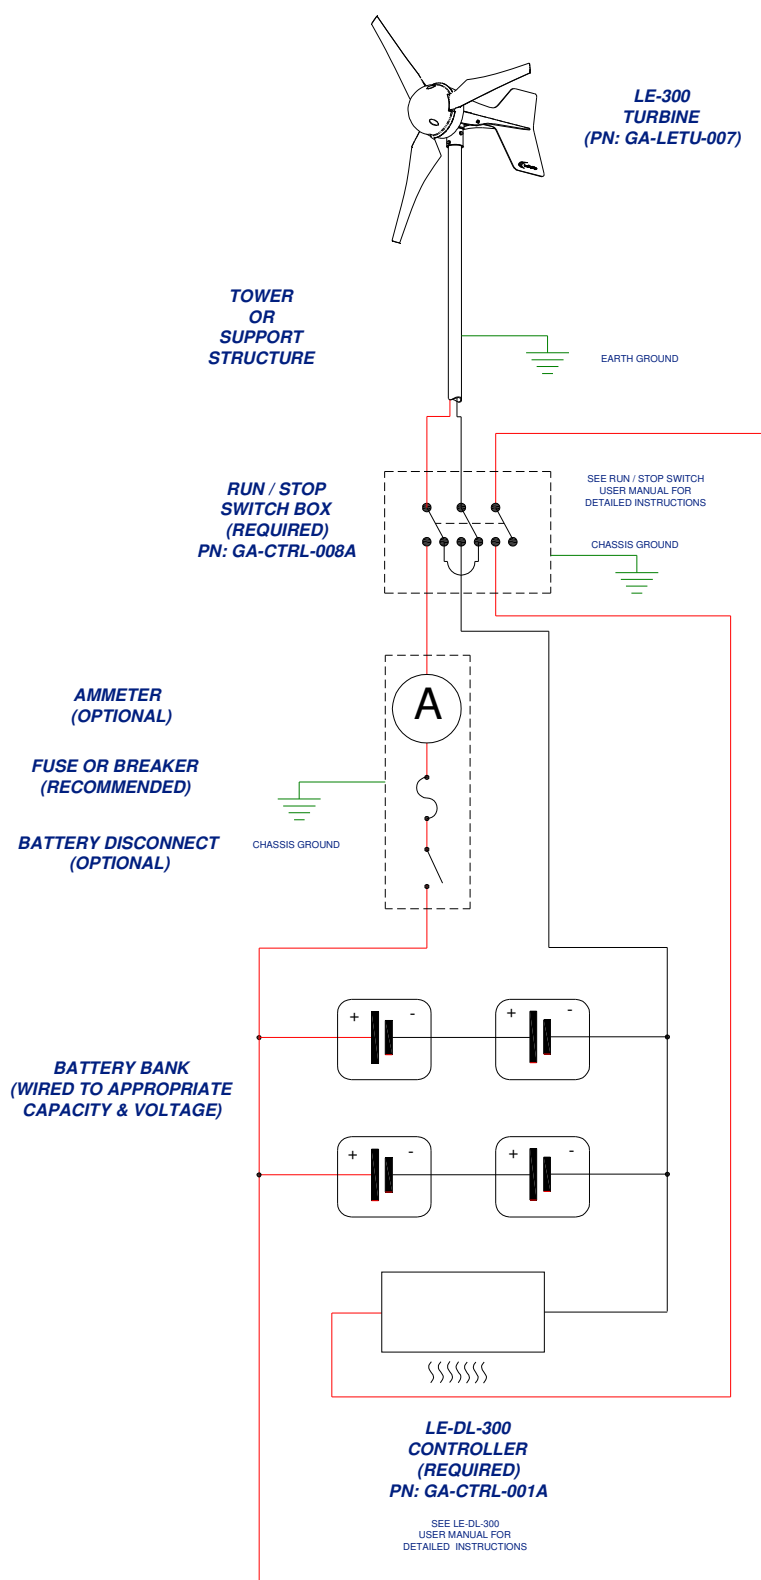 LE-300
TURBINE
(PN: GA-LETU-007)
TOWER
OR
SUPPORT
STRUCTURE
EARTH GROUND
RUN / STOP
SWITCH BOX
(REQUIRED)
PN: GA-CTRL-008A
SEE RUN / STOP SWITCH
USER MANUAL FOR
DETAILED INSTRUCTIONS
CHASSIS GROUND
AMMETER
(OPTIONAL)
A
FUSE OR BREAKER
(RECOMMENDED)
BATTERY DISCONNECT
(OPTIONAL)
CHASSIS GROUND
+ - + -
BATTERY BANK
(WIRED TO APPROPRIATE
CAPACITY & VOLTAGE)
+ - + -
LE-DL-300
CONTROLLER
(REQUIRED)
PN: GA-CTRL-001A
SEE LE-DL-300
USER MANUAL FOR
DETAILED INSTRUCTIONS